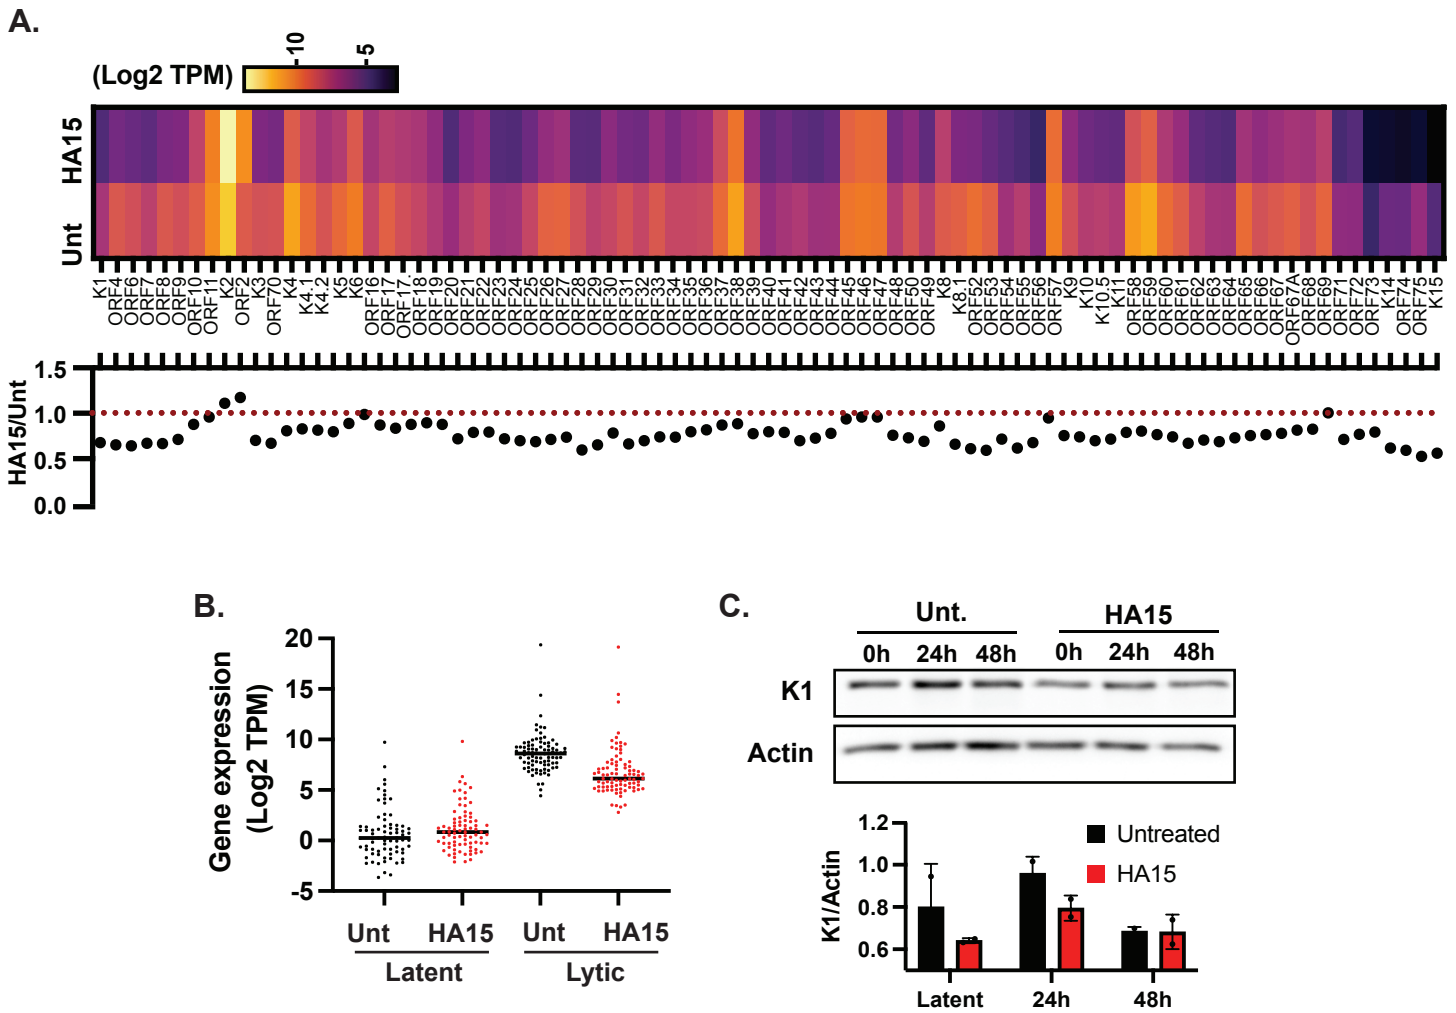 A.
(Log2 TPM)
10
5
HA15
Unt
K1
ORF4
ORF6
ORF7
ORF8
ORF9
ORF10
ORF11
K2
ORF2
K3
ORF70
K4
K4.1
K4.2
K5
K6
ORF16
ORF17
ORF17.
ORF18
ORF19
ORF20
ORF21
ORF22
ORF23
ORF24
ORF25
ORF26
ORF27
ORF28
ORF29
ORF30
ORF31
ORF32
ORF33
ORF34
ORF35
ORF36
ORF37
ORF38
ORF39
ORF40
ORF41
ORF42
ORF43
ORF44
ORF45
ORF46
ORF47
ORF48
ORF50
ORF49
K8
K8.1
ORF52
ORF53
ORF54
ORF55
ORF56
ORF57
K9
K10
K10.5
K11
ORF58
ORF59
ORF60
ORF61
ORF62
ORF63
ORF64
ORF65
ORF66
ORF67
ORF67A
ORF68
ORF69
ORF71
ORF72
ORF73
K14
ORF74
ORF75
K15
HA15/Unt
1.5
1.0
0.5
0.0
B.
Gene expression
(Log2 TPM)
20
15
10
5
0
-5
Unt HA15 Unt HA15
Latent Lytic
C.
Unt. HA15
0h 24h 48h 0h 24h 48h
K1
Actin
K1/Actin
1.2
1.0
0.8
0.6
Untreated
HA15
Latent 24h 48h